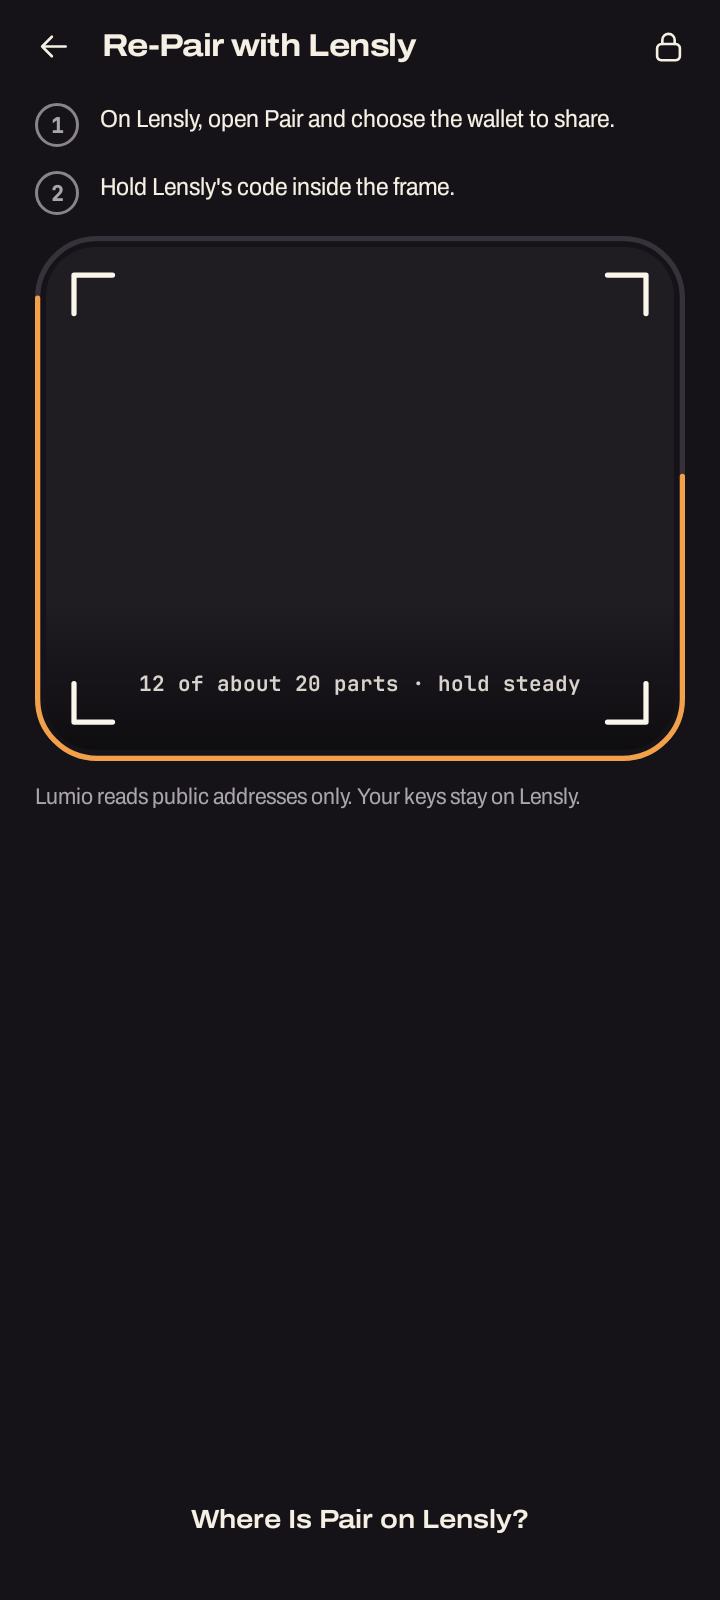 Re-Pair with Lensly
1 On Lensly, open Pair and choose the wallet to share.
2 Hold Lensly's code inside the frame.
12 of about 20 parts · hold steady
Lumio reads public addresses only. Your keys stay on Lensly.
Where Is Pair on Lensly?